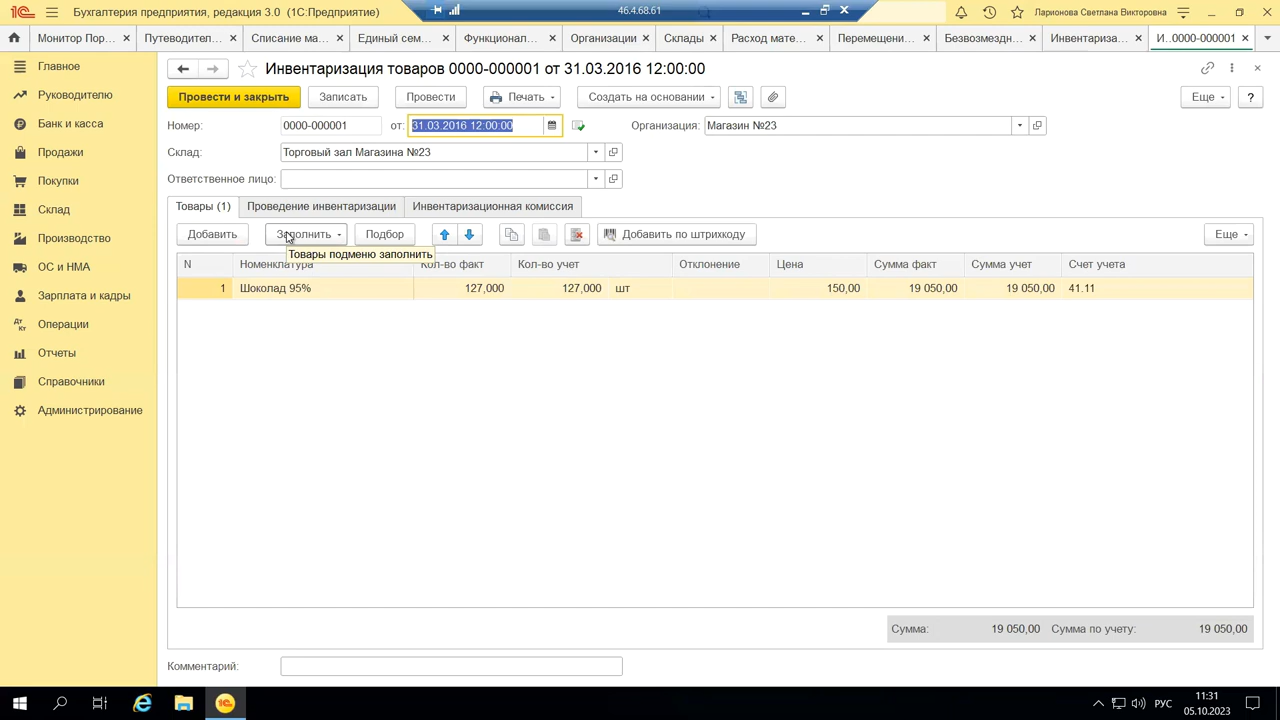 Бухгалтерия предприятия, редакция 3.0 (1С:Предприятие)
46.4.68.61
Ларионова Светлана Викторовна
Монитор Пор...
Путеводител...
Списание ма...
Единый сем...
Функционал...
Организации
Склады
Расход мате...
Перемещени...
Безвозмездн...
Инвентариза...
И..0000-000001
Главное
Руководителю
Банк и касса
Продажи
Покупки
Склад
Производство
ОС и НМА
Зарплата и кадры
Операции
Отчеты
Справочники
Администрирование
Инвентаризация товаров 0000-000001 от 31.03.2016 12:00:00
Провести и закрыть Записать Провести Печать Создать на основании Еще ?
Номер: 0000-000001 от: 31.03.2016 12:00:00 Организация: Магазин №23
Склад: Торговый зал Магазина №23
Ответственное лицо:
Товары (1) Проведение инвентаризации Инвентаризационная комиссия
Добавить Заполнить Подбор Добавить по штрихкоду Еще
Товары подменю заполнить
N Номенклатура Кол-во факт Кол-во учет Отклонение Цена Сумма факт Сумма учет Счет учета
1 Шоколад 95% 127,000 127,000 шт 150,00 19 050,00 19 050,00 41.11
Сумма: 19 050,00 Сумма по учету: 19 050,00
Комментарий:
РУС
11:31
05.10.2023